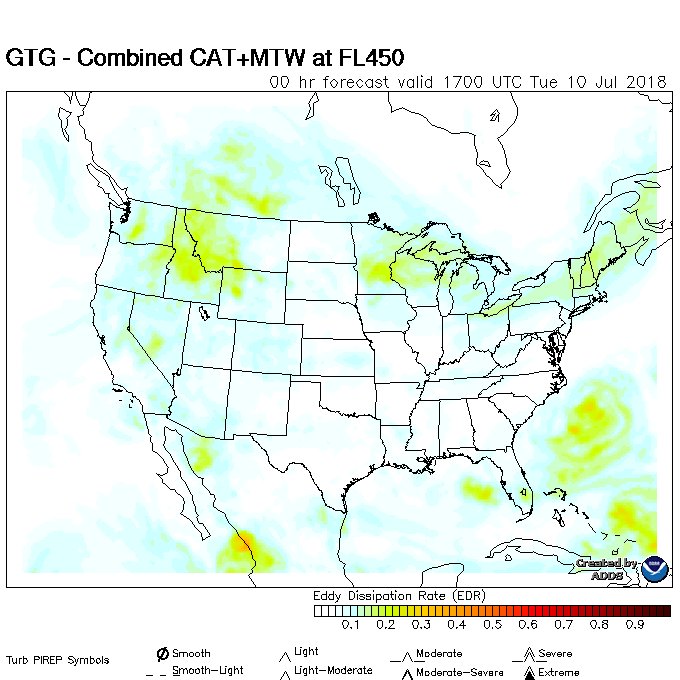 GTG - Combined CAT+MTW at FL450
00 hr forecast valid 1700 UTC Tue 10 Jul 2018
Created by
ADDS
Eddy Dissipation Rate (EDR)
0.1 0.2 0.3 0.4 0.5 0.6 0.7 0.8 0.9
Turb PIREP Symbols
Smooth Light Moderate Severe
Smooth-Light Light-Moderate Moderate-Severe Extreme